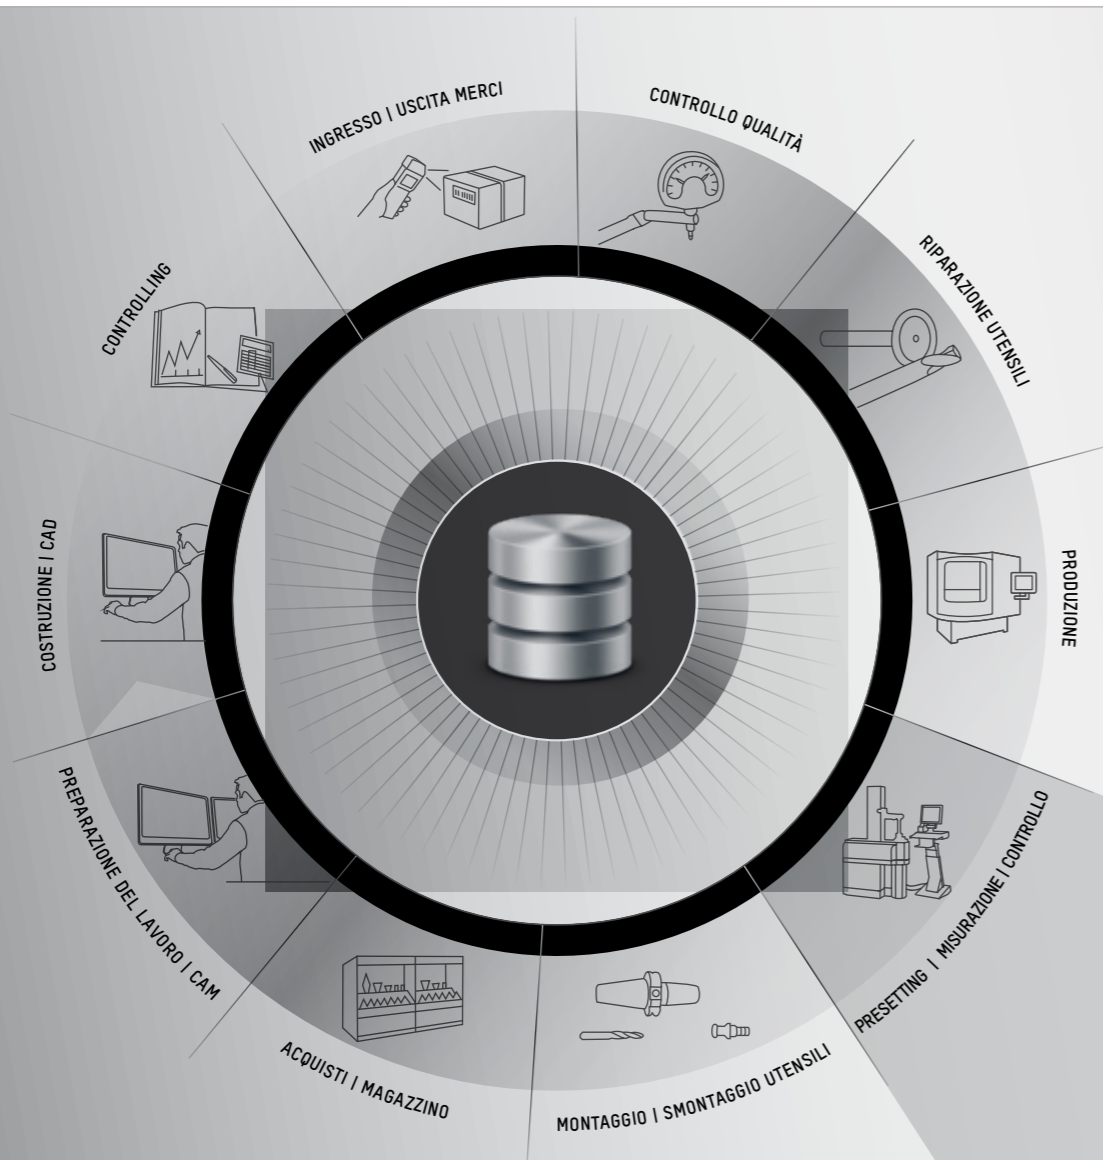 INGRESSO | USCITA MERCI
CONTROLLO QUALITÀ
RIPARAZIONE UTENSILI
PRODUZIONE
PRESETTING | MISURAZIONE | CONTROLLO
MONTAGGIO | SMONTAGGIO UTENSILI
ACQUISTI | MAGAZZINO
PREPARAZIONE DEL LAVORO | CAM
COSTRUZIONE | CAD
CONTROLLING